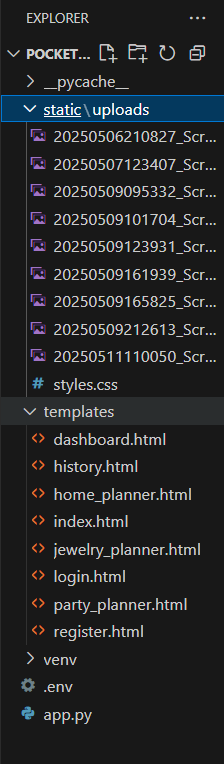 EXPLORER
POCKET...
__pycache__
static\uploads
20250506210827_Scr...
20250507123407_Scr...
20250509095332_Scr...
20250509101704_Scr...
20250509123931_Scr...
20250509161939_Scr...
20250509165825_Scr...
20250509212613_Scr...
20250511110050_Scr...
# styles.css
templates
<> dashboard.html
<> history.html
<> home_planner.html
<> index.html
<> jewelry_planner.html
<> login.html
<> party_planner.html
<> register.html
venv
.env
app.py